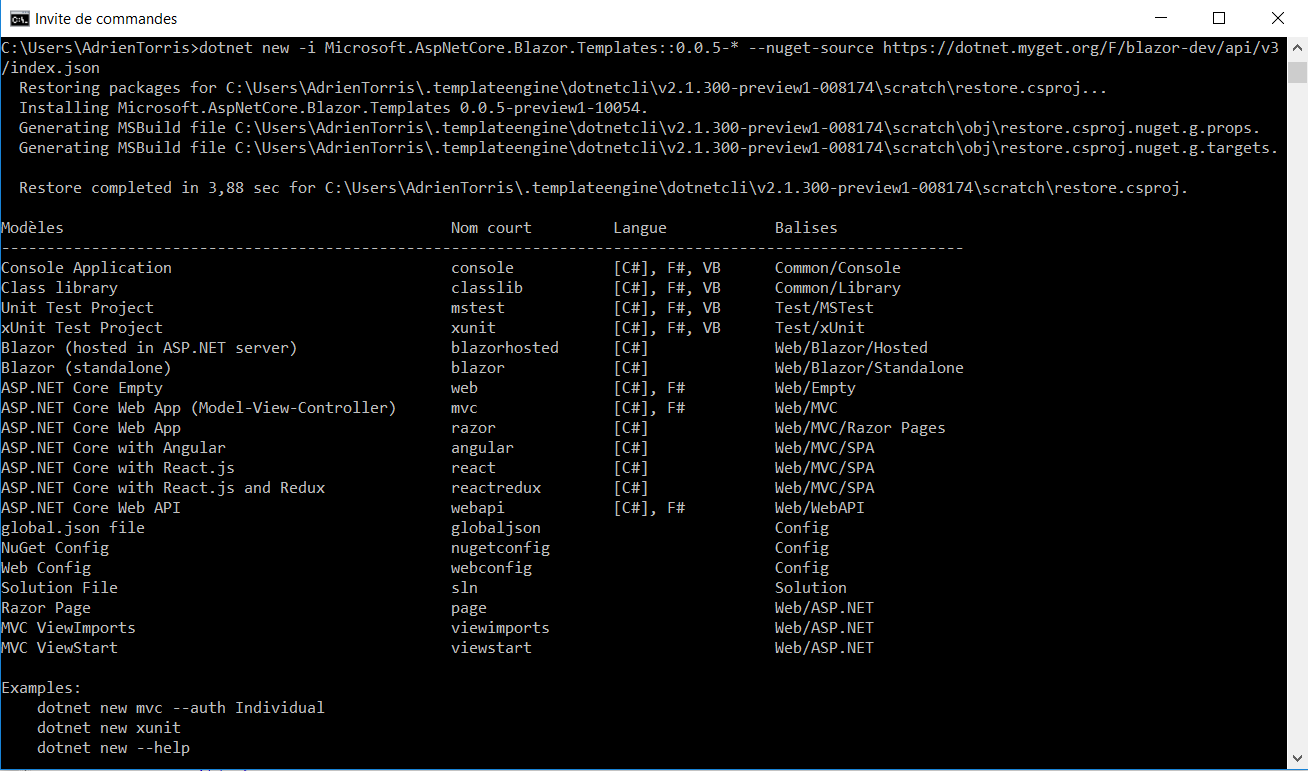 Invite de commandes
C:\Users\AdrienTorris>dotnet new -i Microsoft.AspNetCore.Blazor.Templates::0.0.5-* --nuget-source https://dotnet.myget.org/F/blazor-dev/api/v3
/index.json
  Restoring packages for C:\Users\AdrienTorris\.templateengine\dotnetcli\v2.1.300-preview1-008174\scratch\restore.csproj...
  Installing Microsoft.AspNetCore.Blazor.Templates 0.0.5-preview1-10054.
  Generating MSBuild file C:\Users\AdrienTorris\.templateengine\dotnetcli\v2.1.300-preview1-008174\scratch\obj\restore.csproj.nuget.g.props.
  Generating MSBuild file C:\Users\AdrienTorris\.templateengine\dotnetcli\v2.1.300-preview1-008174\scratch\obj\restore.csproj.nuget.g.targets.
  Restore completed in 3,88 sec for C:\Users\AdrienTorris\.templateengine\dotnetcli\v2.1.300-preview1-008174\scratch\restore.csproj.
Modèles                                           Nom court         Langue            Balises
-----------------------------------------------------------------------------------------------------------
Console Application                               console           [C#], F#, VB      Common/Console
Class library                                     classlib          [C#], F#, VB      Common/Library
Unit Test Project                                 mstest            [C#], F#, VB      Test/MSTest
xUnit Test Project                                xunit             [C#], F#, VB      Test/xUnit
Blazor (hosted in ASP.NET server)                 blazorhosted      [C#]              Web/Blazor/Hosted
Blazor (standalone)                               blazor            [C#]              Web/Blazor/Standalone
ASP.NET Core Empty                                web               [C#], F#          Web/Empty
ASP.NET Core Web App (Model-View-Controller)      mvc               [C#], F#          Web/MVC
ASP.NET Core Web App                              razor             [C#]              Web/MVC/Razor Pages
ASP.NET Core with Angular                         angular           [C#]              Web/MVC/SPA
ASP.NET Core with React.js                        react             [C#]              Web/MVC/SPA
ASP.NET Core with React.js and Redux              reactredux        [C#]              Web/MVC/SPA
ASP.NET Core Web API                              webapi            [C#], F#          Web/WebAPI
global.json file                                  globaljson                          Config
NuGet Config                                      nugetconfig                         Config
Web Config                                        webconfig                           Config
Solution File                                     sln                                 Solution
Razor Page                                        page                                Web/ASP.NET
MVC ViewImports                                   viewimports                         Web/ASP.NET
MVC ViewStart                                     viewstart                           Web/ASP.NET
Examples:
    dotnet new mvc --auth Individual
    dotnet new xunit
    dotnet new --help